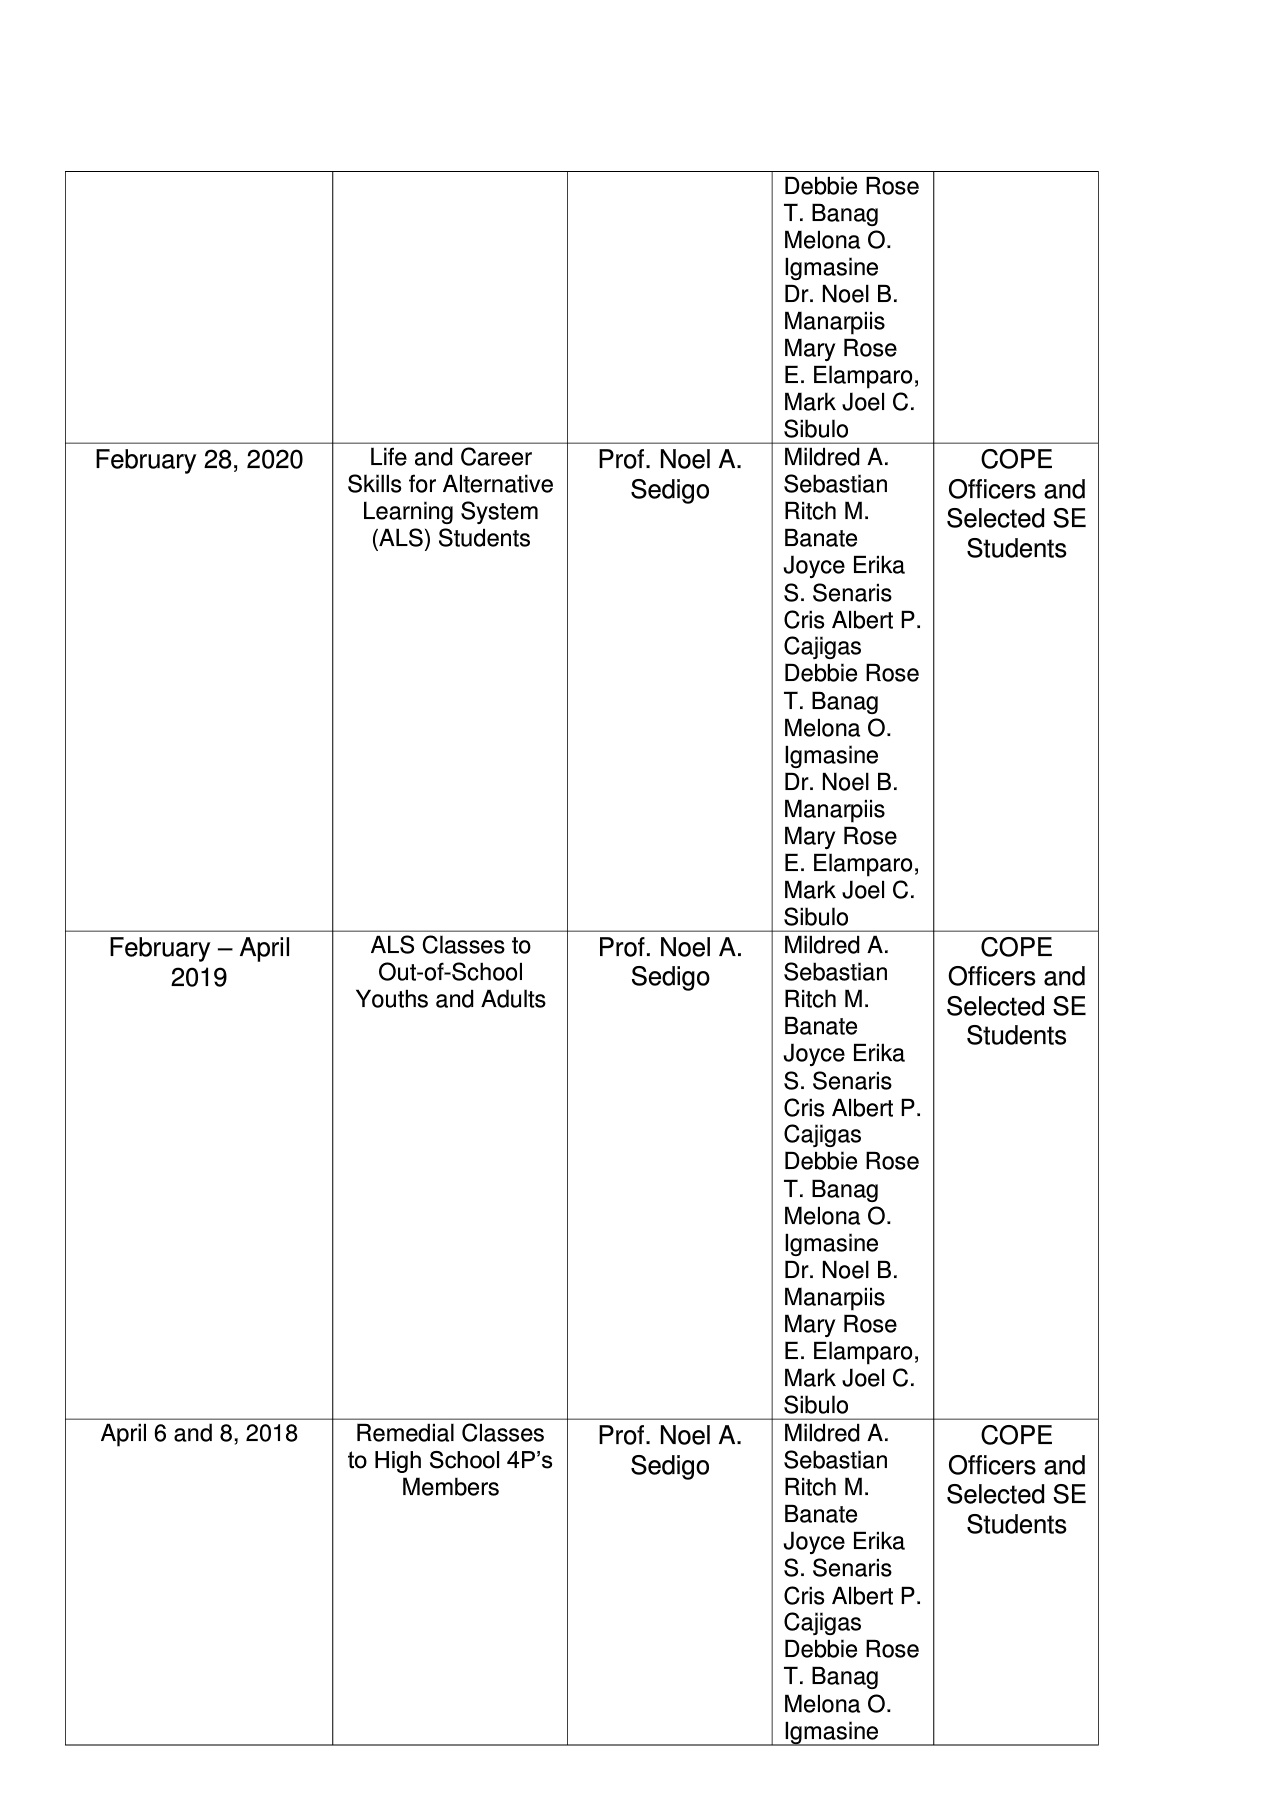 Debbie Rose
T. Banag
Melona O.
Igmasine
Dr. Noel B.
Manarpiis
Mary Rose
E. Elamparo,
Mark Joel C.
Sibulo
February 28, 2020
Life and Career
Skills for Alternative
Learning System
(ALS) Students
Prof. Noel A.
Sedigo
Mildred A.
Sebastian
Ritch M.
Banate
Joyce Erika
S. Senaris
Cris Albert P.
Cajigas
Debbie Rose
T. Banag
Melona O.
Igmasine
Dr. Noel B.
Manarpiis
Mary Rose
E. Elamparo,
Mark Joel C.
Sibulo
COPE
Officers and
Selected SE
Students
February – April
2019
ALS Classes to
Out-of-School
Youths and Adults
Prof. Noel A.
Sedigo
Mildred A.
Sebastian
Ritch M.
Banate
Joyce Erika
S. Senaris
Cris Albert P.
Cajigas
Debbie Rose
T. Banag
Melona O.
Igmasine
Dr. Noel B.
Manarpiis
Mary Rose
E. Elamparo,
Mark Joel C.
Sibulo
COPE
Officers and
Selected SE
Students
April 6 and 8, 2018
Remedial Classes
to High School 4P’s
Members
Prof. Noel A.
Sedigo
Mildred A.
Sebastian
Ritch M.
Banate
Joyce Erika
S. Senaris
Cris Albert P.
Cajigas
Debbie Rose
T. Banag
Melona O.
Igmasine
COPE
Officers and
Selected SE
Students